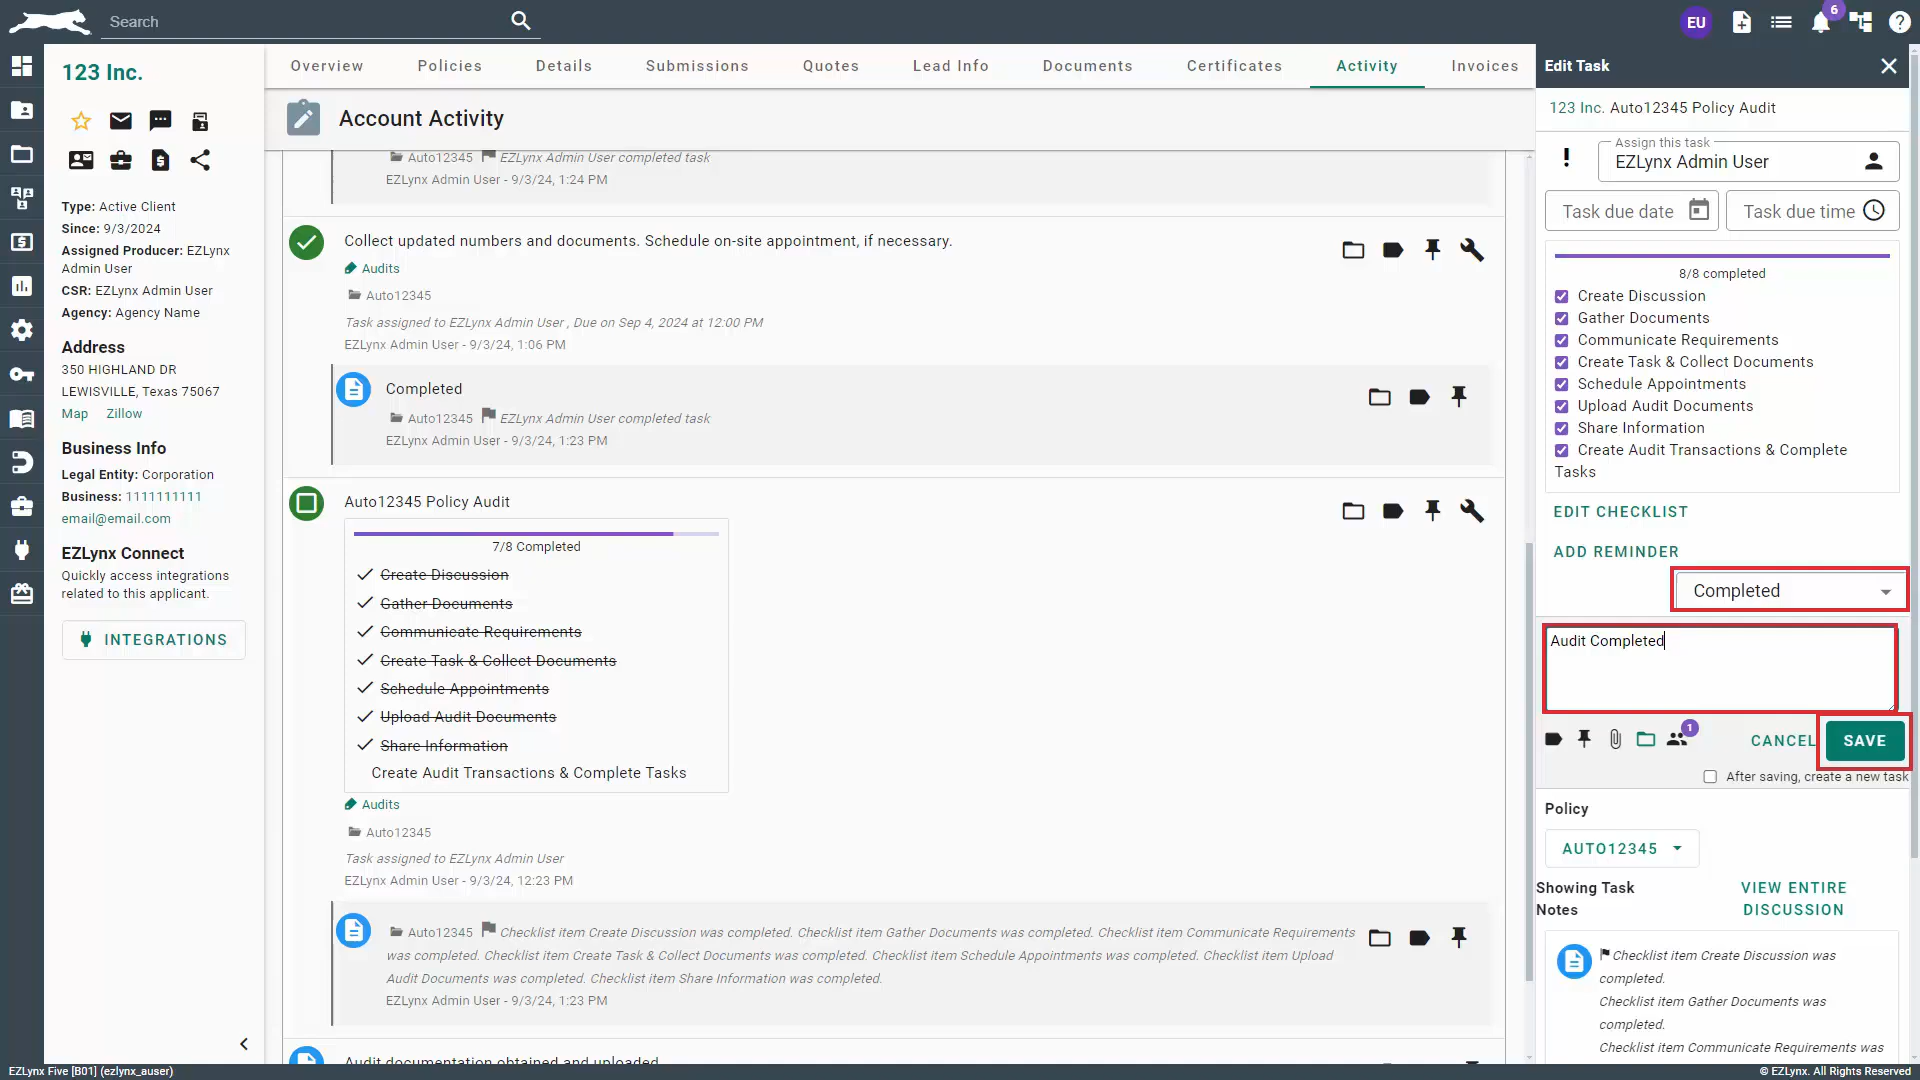 Search
EU
6
123 Inc.
Type: Active Client
Since: 9/3/2024
Assigned Producer: EZLynx
Admin User
CSR: EZLynx Admin User
Agency: Agency Name
Address
350 HIGHLAND DR
LEWISVILLE, Texas 75067
Map Zillow
Business Info
Legal Entity: Corporation
Business: 1111111111
email@email.com
EZLynx Connect
Quickly access integrations
related to this applicant.
INTEGRATIONS
Overview Policies Details Submissions Quotes Lead Info Documents Certificates Activity Invoices
Account Activity
Auto12345 EZLynx Admin User completed task
EZLynx Admin User - 9/3/24, 1:24 PM
Collect updated numbers and documents. Schedule on-site appointment, if necessary.
Audits
Auto12345
Task assigned to EZLynx Admin User , Due on Sep 4, 2024 at 12:00 PM
EZLynx Admin User - 9/3/24, 1:06 PM
Completed
Auto12345 EZLynx Admin User completed task
EZLynx Admin User - 9/3/24, 1:23 PM
Auto12345 Policy Audit
7/8 Completed
Create Discussion
Gather Documents
Communicate Requirements
Create Task & Collect Documents
Schedule Appointments
Upload Audit Documents
Share Information
Create Audit Transactions & Complete Tasks
Audits
Auto12345
Task assigned to EZLynx Admin User
EZLynx Admin User - 9/3/24, 12:23 PM
Auto12345 Checklist item Create Discussion was completed. Checklist item Gather Documents was completed. Checklist item Communicate Requirements
was completed. Checklist item Create Task & Collect Documents was completed. Checklist item Schedule Appointments was completed. Checklist item Upload
Audit Documents was completed. Checklist item Share Information was completed.
EZLynx Admin User - 9/3/24, 1:23 PM
Audit documentation obtained and uploaded
Edit Task
123 Inc. Auto12345 Policy Audit
Assign this task
EZLynx Admin User
Task due date Task due time
8/8 completed
Create Discussion
Gather Documents
Communicate Requirements
Create Task & Collect Documents
Schedule Appointments
Upload Audit Documents
Share Information
Create Audit Transactions & Complete
Tasks
EDIT CHECKLIST
ADD REMINDER
Completed
Audit Completed
1
CANCEL SAVE
After saving, create a new task
Policy
AUTO12345
Showing Task
Notes
VIEW ENTIRE
DISCUSSION
Checklist item Create Discussion was
completed.
Checklist item Gather Documents was
completed.
Checklist item Communicate Requirements was
EZLynx Five [B01] (ezlynx_auser)
© EZLynx. All Rights Reserved